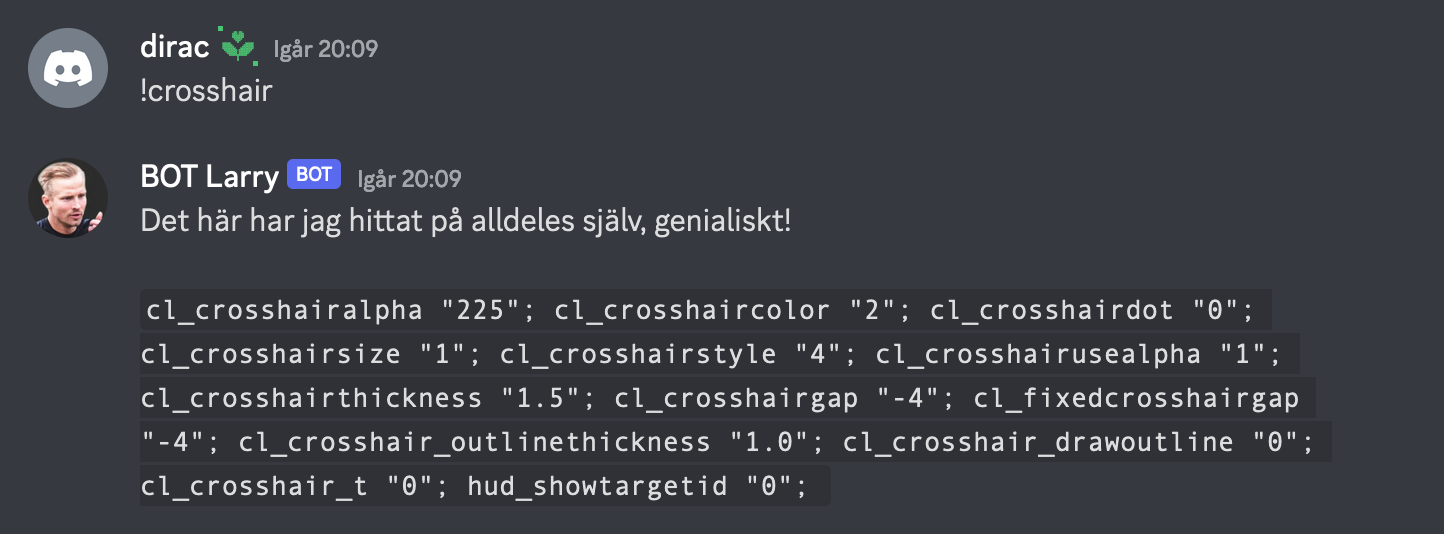 dirac Igår 20:09
!crosshair
BOT Larry BOT Igår 20:09
Det här har jag hittat på alldeles själv, genialiskt!
cl_crosshairalpha "225"; cl_crosshaircolor "2"; cl_crosshairdot "0";
cl_crosshairsize "1"; cl_crosshairstyle "4"; cl_crosshairusealpha "1";
cl_crosshairthickness "1.5"; cl_crosshairgap "-4"; cl_fixedcrosshairgap
"-4"; cl_crosshair_outlinethickness "1.0"; cl_crosshair_drawoutline "0";
cl_crosshair_t "0"; hud_showtargetid "0";